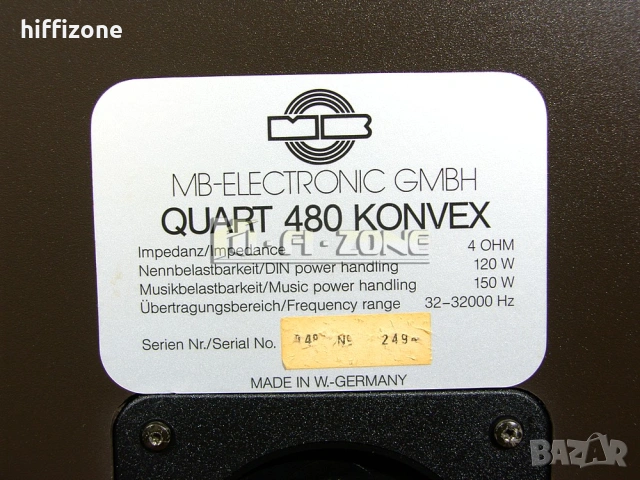 hiffizone
MB
MB-ELECTRONIC GMBH
QUART 480 KONVEX
Hi-Fi-ZONE
Impedanz/Impedance 4 OHM
Nennbelastbarkeit/DIN power handling 120 W
Musikbelastbarkeit/Music power handling 150 W
Übertragungsbereich/Frequency range 32–32000 Hz
Serien Nr./Serial No. Nº
MADE IN W.-GERMANY
BAZAR